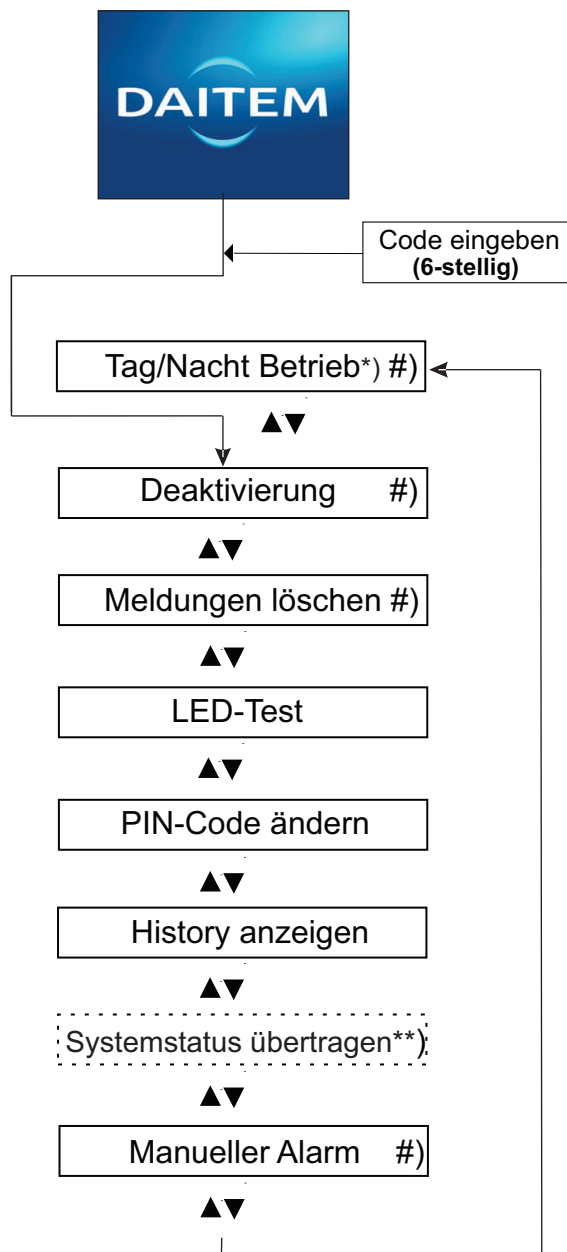 DAITEM
Code eingeben
(6-stellig)
Tag/Nacht Betrieb*) #)
Deaktivierung #)
Meldungen löschen #)
LED-Test
PIN-Code ändern
History anzeigen
Systemstatus übertragen**)
Manueller Alarm #)